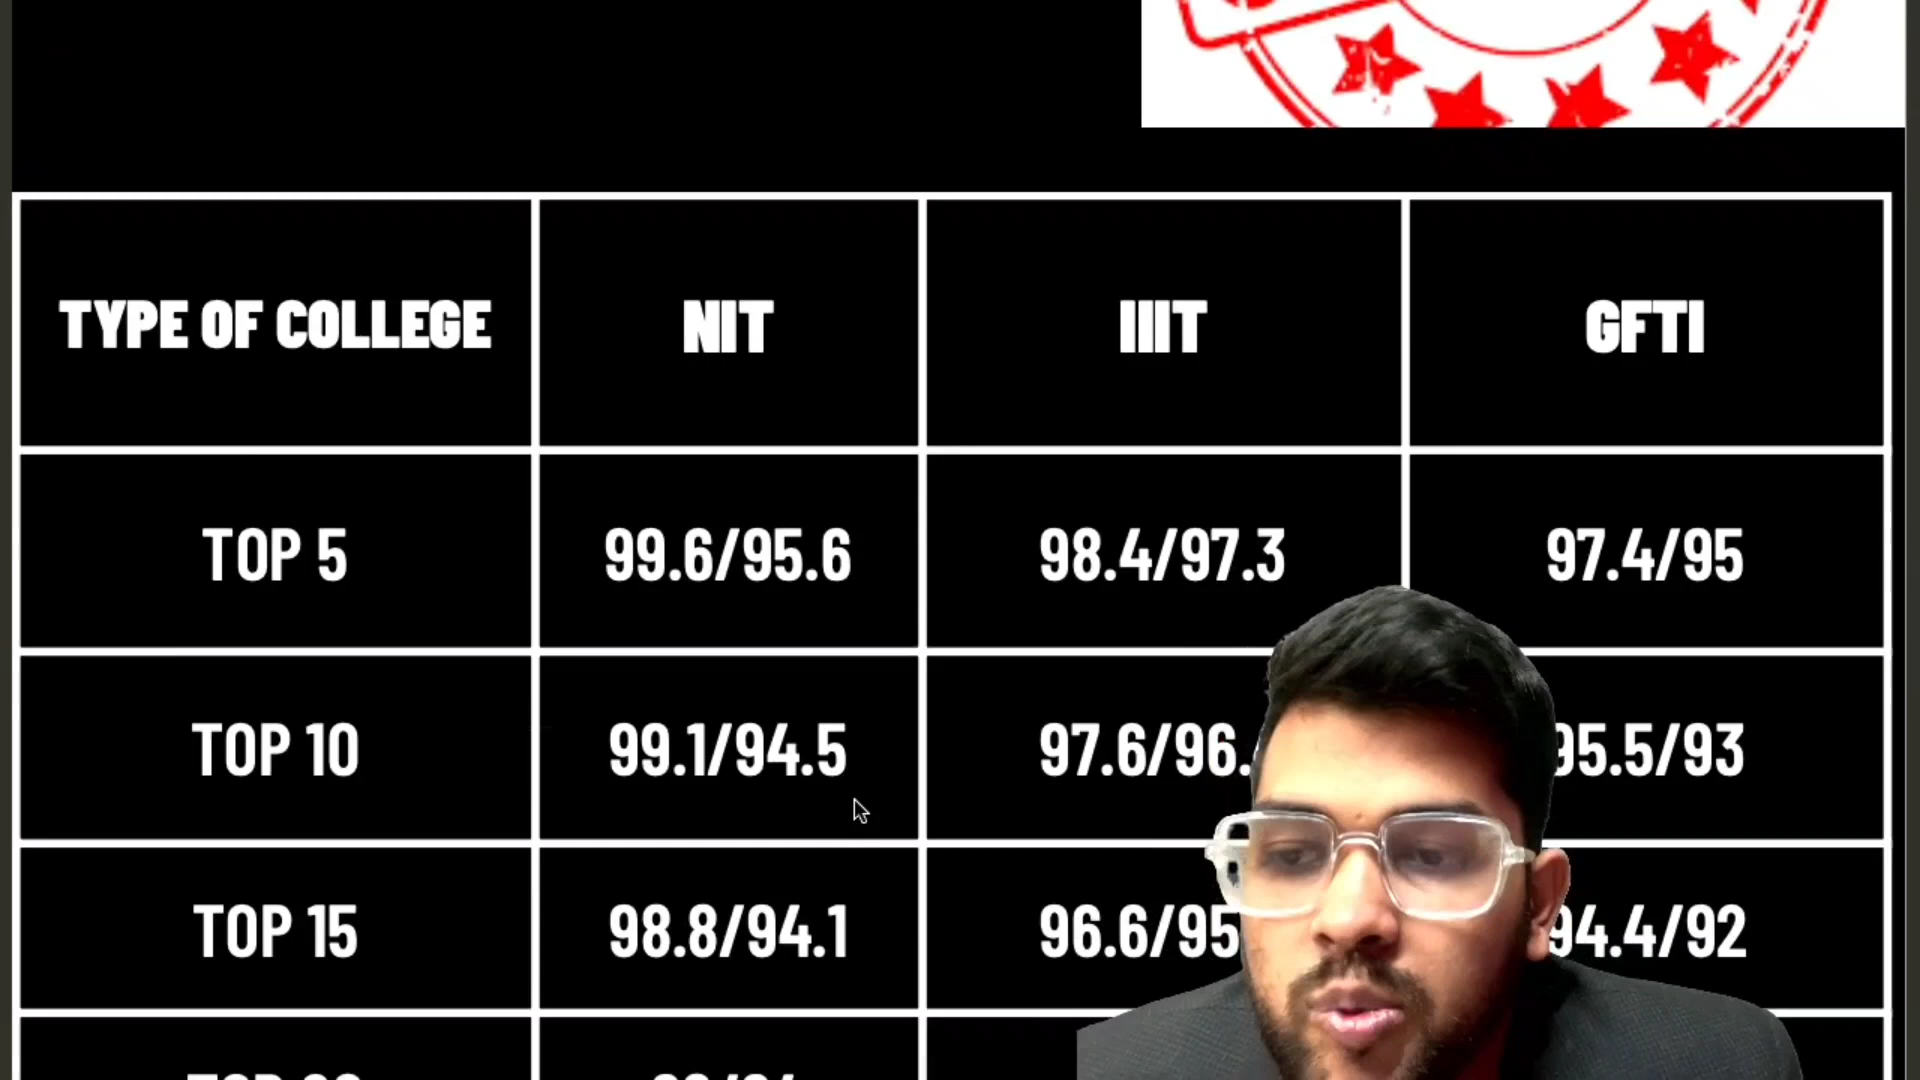 TYPE OF COLLEGE NIT IIIT GFTI
TOP 5 99.6/95.6 98.4/97.3 97.4/95
TOP 10 99.1/94.5 97.6/96. 95.5/93
TOP 15 98.8/94.1 96.6/95 94.4/92
TOP